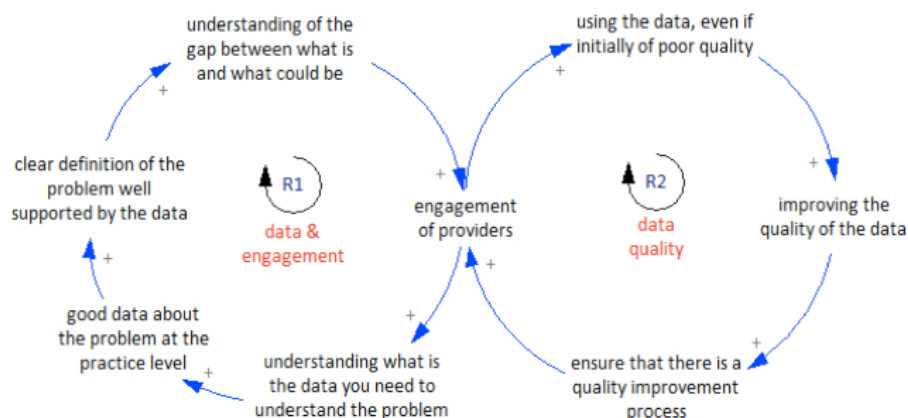 understanding of the
gap between what is
and what could be
+
using the data, even if
initially of poor quality
+
clear definition of the
problem well
supported by the data
+
R1
data &
engagement
+
engagement
of providers
+
R2
data
quality
+
improving the
quality of the data
+
good data about
the problem at the
practice level
+
understanding what is
the data you need to
understand the problem
+
ensure that there is a
quality improvement
process
+